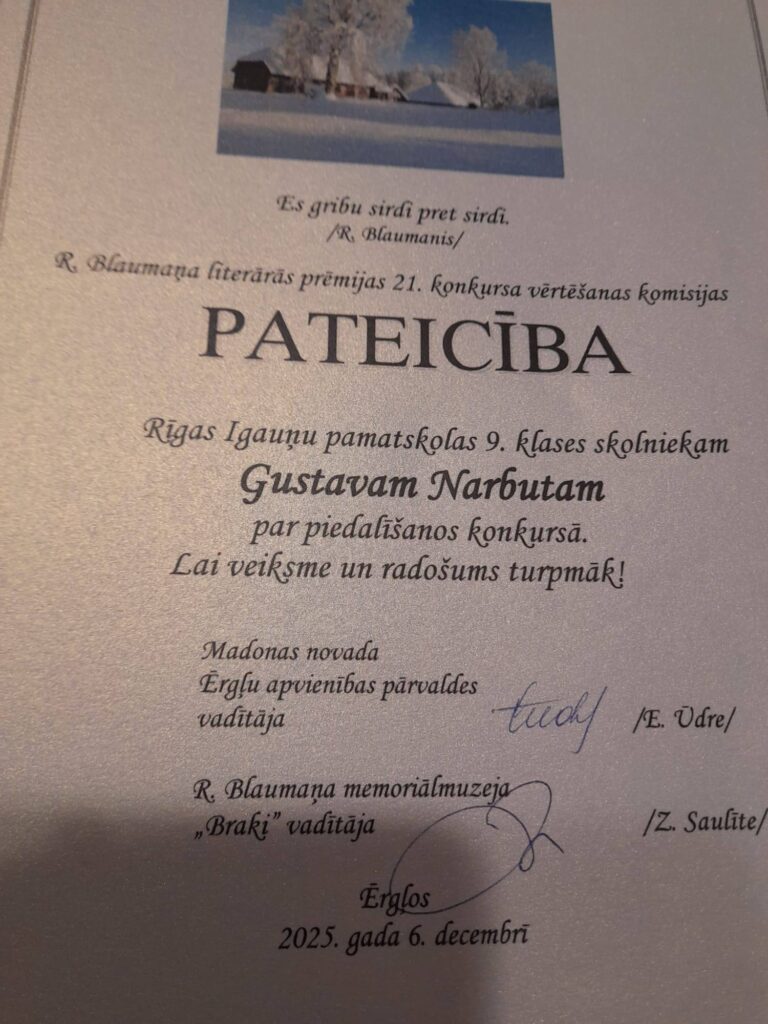 Es gribu sirdi pret sirdi.
/R. Blaumanis/
R. Blaumaņa literārās prēmijas 21. konkursa vērtēšanas komisijas
PATEICĪBA
Rīgas Igauņu pamatskolas 9. klases skolniekam
Gustavam Narbutam
par piedalīšanos konkursā.
Lai veiksme un radošums turpmāk!
Madonas novada
Ērgļu apvienības pārvaldes
vadītāja /E. Ūdre/
R. Blaumaņa memoriālmuzeja
„Braki” vadītāja /Z. Saulīte/
Ērgļos
2025. gada 6. decembrī